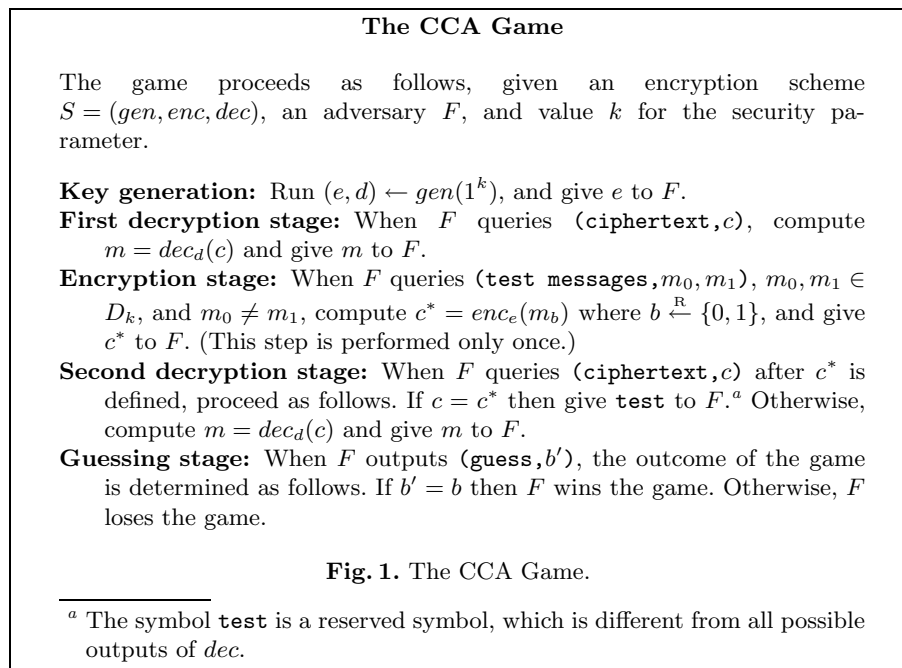 The CCA Game
The game proceeds as follows, given an encryption scheme
S = (gen, enc, dec), an adversary F, and value k for the security pa-
rameter.
Key generation: Run (e, d) ← gen(1^k), and give e to F.
First decryption stage: When F queries (ciphertext,c), compute
m = dec_d(c) and give m to F.
Encryption stage: When F queries (test messages,m_0, m_1), m_0, m_1 ∈
D_k, and m_0 ≠ m_1, compute c* = enc_e(m_b) where b ←^R {0, 1}, and give
c* to F. (This step is performed only once.)
Second decryption stage: When F queries (ciphertext,c) after c* is
defined, proceed as follows. If c = c* then give test to F.^a Otherwise,
compute m = dec_d(c) and give m to F.
Guessing stage: When F outputs (guess,b′), the outcome of the game
is determined as follows. If b′ = b then F wins the game. Otherwise, F
loses the game.
Fig. 1. The CCA Game.
^a The symbol test is a reserved symbol, which is different from all possible
outputs of dec.